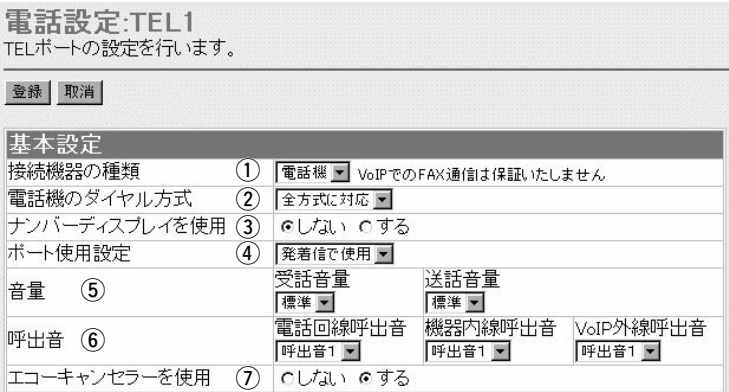 電話設定:TEL1
TELポートの設定を行います。
登録 取消
基本設定
接続機器の種類 ① 電話機 VoIPでのFAX通信は保証いたしません
電話機のダイヤル方式 ② 全方式に対応
ナンバーディスプレイを使用 ③ しない する
ポート使用設定 ④ 発着信で使用
音量 ⑤ 受話音量 送話音量
標準 標準
呼出音 ⑥ 電話回線呼出音 機器内線呼出音 VoIP外線呼出音
呼出音1 呼出音1 呼出音1
エコーキャンセラーを使用 ⑦ しない する